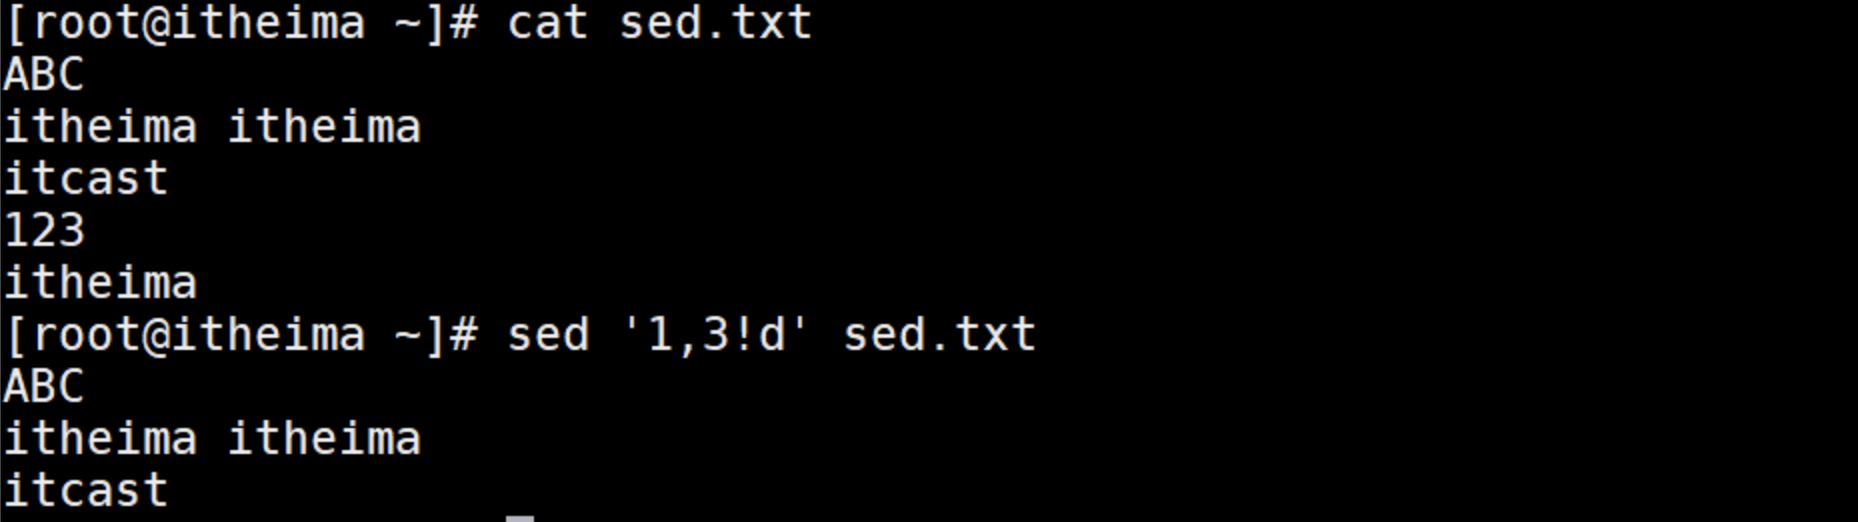 [root@itheima ~]# cat sed.txt
ABC
itheima itheima
itcast
123
itheima
[root@itheima ~]# sed '1,3!d' sed.txt
ABC
itheima itheima
itcast